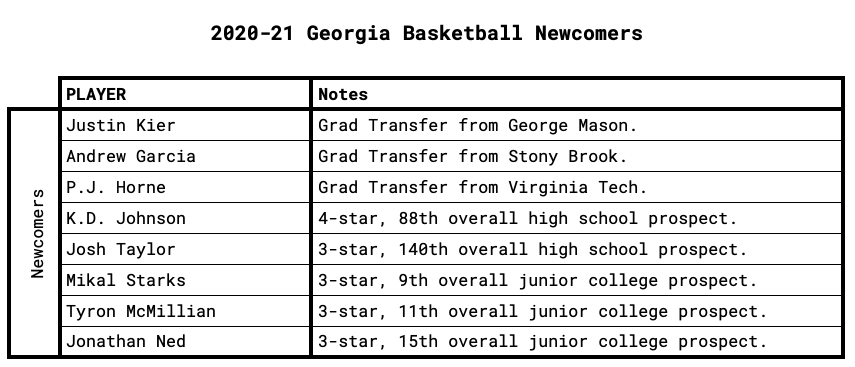 2020-21 Georgia Basketball Newcomers
PLAYER Notes
Newcomers
Justin Kier Grad Transfer from George Mason.
Andrew Garcia Grad Transfer from Stony Brook.
P.J. Horne Grad Transfer from Virginia Tech.
K.D. Johnson 4-star, 88th overall high school prospect.
Josh Taylor 3-star, 140th overall high school prospect.
Mikal Starks 3-star, 9th overall junior college prospect.
Tyron McMillian 3-star, 11th overall junior college prospect.
Jonathan Ned 3-star, 15th overall junior college prospect.